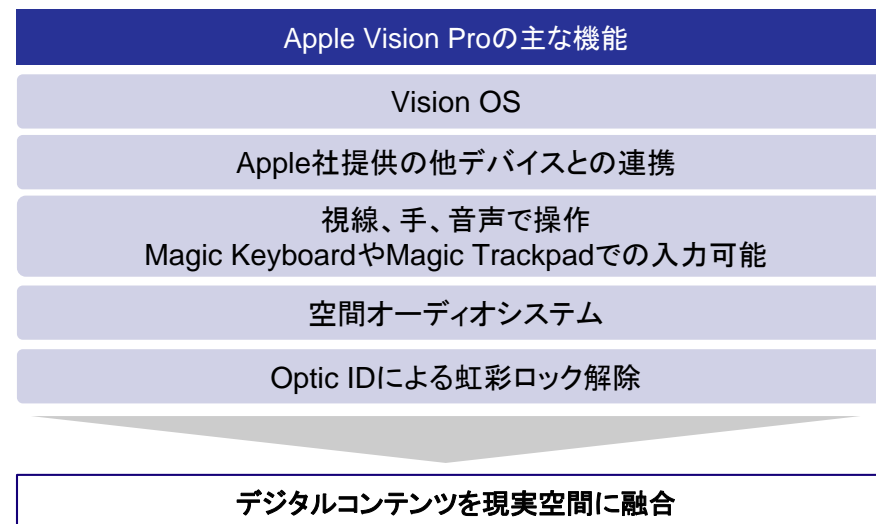 Apple Vision Proの主な機能
Vision OS
Apple社提供の他デバイスとの連携
視線、手、音声で操作
Magic KeyboardやMagic Trackpadでの入力可能
空間オーディオシステム
Optic IDによる虹彩ロック解除
デジタルコンテンツを現実空間に融合